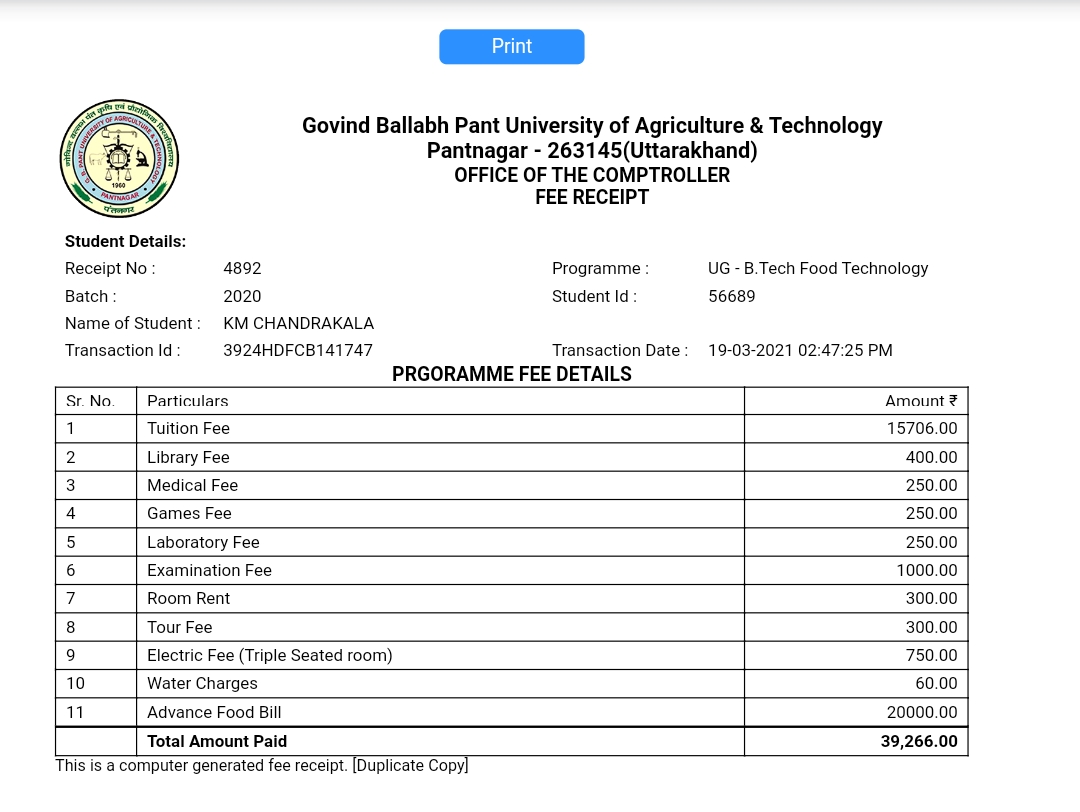 Print
गोविन्द बल्लभ पंत कृषि एवं प्रौद्योगिक विश्वविद्यालय
G. B. PANT UNIVERSITY OF AGRICULTURE & TECHNOLOGY
1960
PANTNAGAR
पंतनगर
Govind Ballabh Pant University of Agriculture & Technology
Pantnagar - 263145(Uttarakhand)
OFFICE OF THE COMPTROLLER
FEE RECEIPT
Student Details:
Receipt No : 4892 Programme : UG - B.Tech Food Technology
Batch : 2020 Student Id : 56689
Name of Student : KM CHANDRAKALA
Transaction Id : 3924HDFCB141747 Transaction Date : 19-03-2021 02:47:25 PM
PRGORAMME FEE DETAILS
Sr. No. Particulars Amount ₹
1 Tuition Fee 15706.00
2 Library Fee 400.00
3 Medical Fee 250.00
4 Games Fee 250.00
5 Laboratory Fee 250.00
6 Examination Fee 1000.00
7 Room Rent 300.00
8 Tour Fee 300.00
9 Electric Fee (Triple Seated room) 750.00
10 Water Charges 60.00
11 Advance Food Bill 20000.00
Total Amount Paid 39,266.00
This is a computer generated fee receipt. [Duplicate Copy]